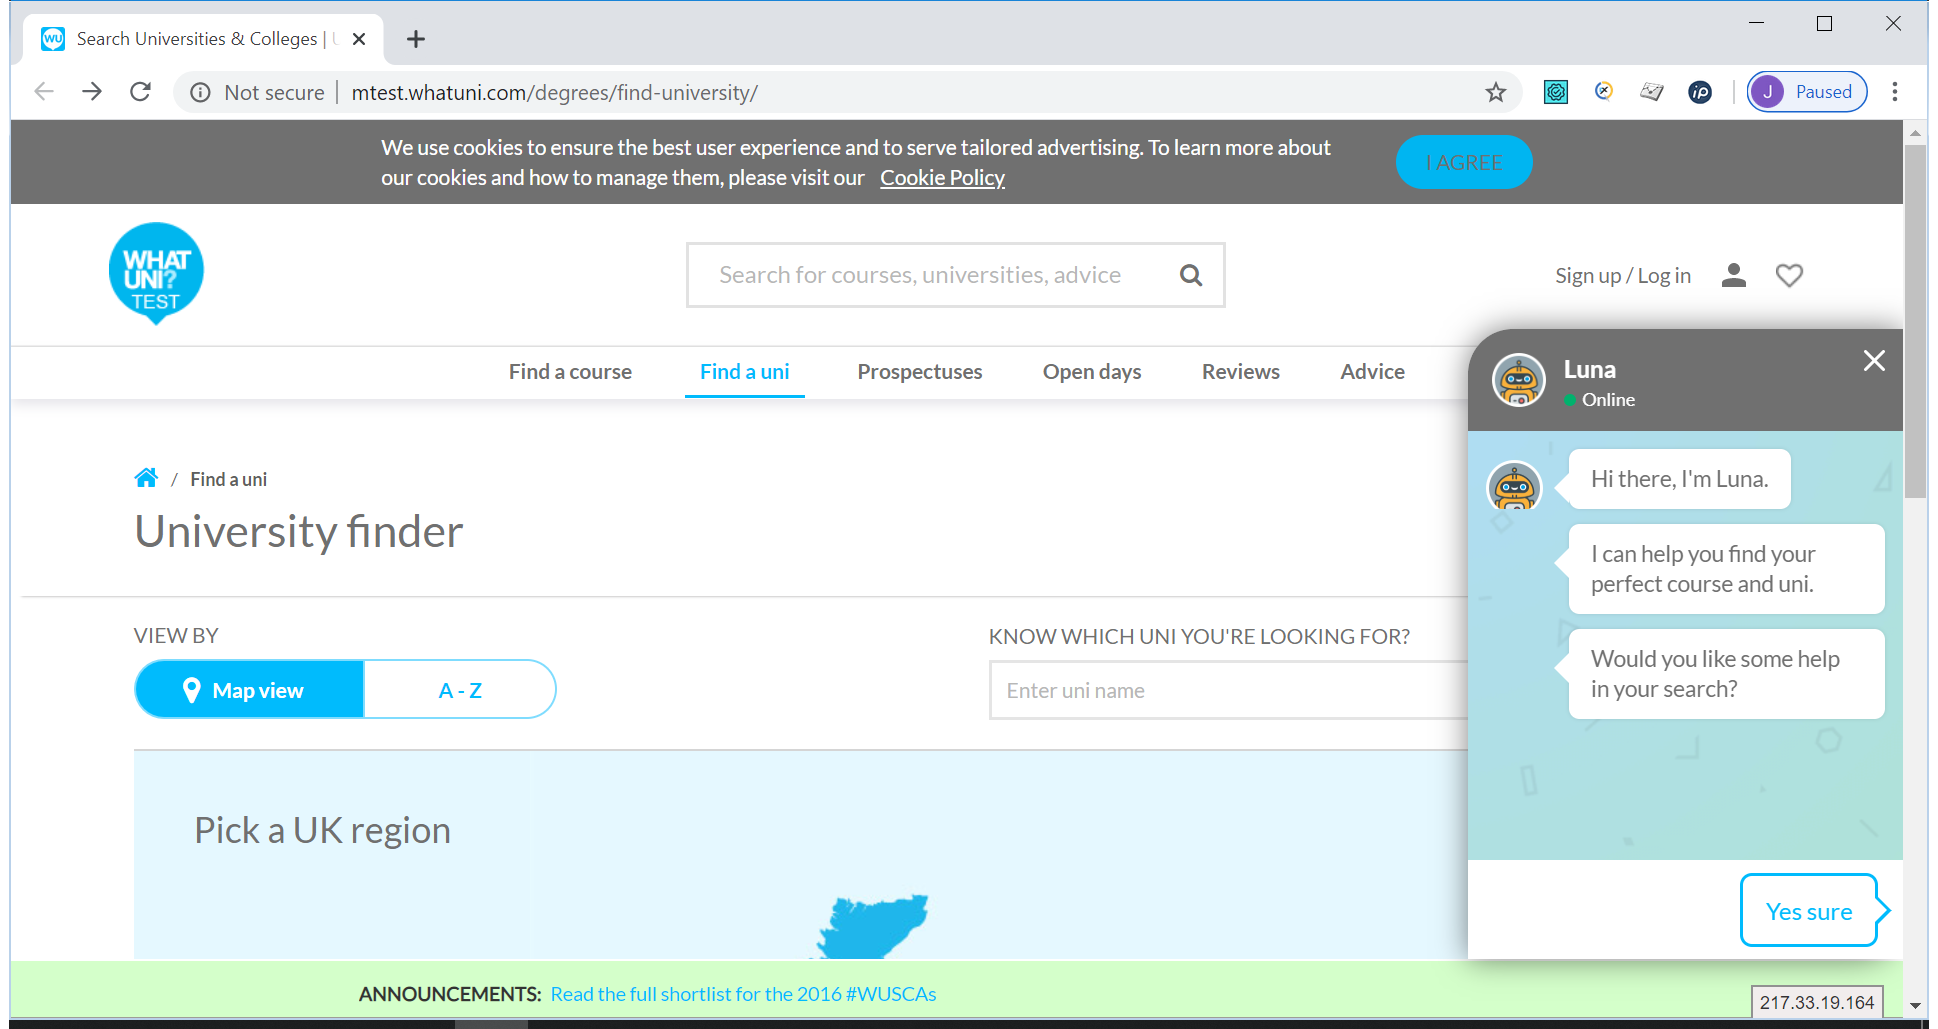 WU Search Universities & Colleges |
Not secure mtest.whatuni.com/degrees/find-university/
ip
J Paused
We use cookies to ensure the best user experience and to serve tailored advertising. To learn more about
our cookies and how to manage them, please visit our Cookie Policy
I AGREE
WHAT
UNI?
TEST
Search for courses, universities, advice
Sign up / Log in
Find a course Find a uni Prospectuses Open days Reviews Advice
Luna
Online
Hi there, I'm Luna.
I can help you find your
perfect course and uni.
Would you like some help
in your search?
Yes sure
/ Find a uni
University finder
VIEW BY
Map view A - Z
KNOW WHICH UNI YOU'RE LOOKING FOR?
Enter uni name
Pick a UK region
ANNOUNCEMENTS: Read the full shortlist for the 2016 #WUSCAs
217.33.19.164